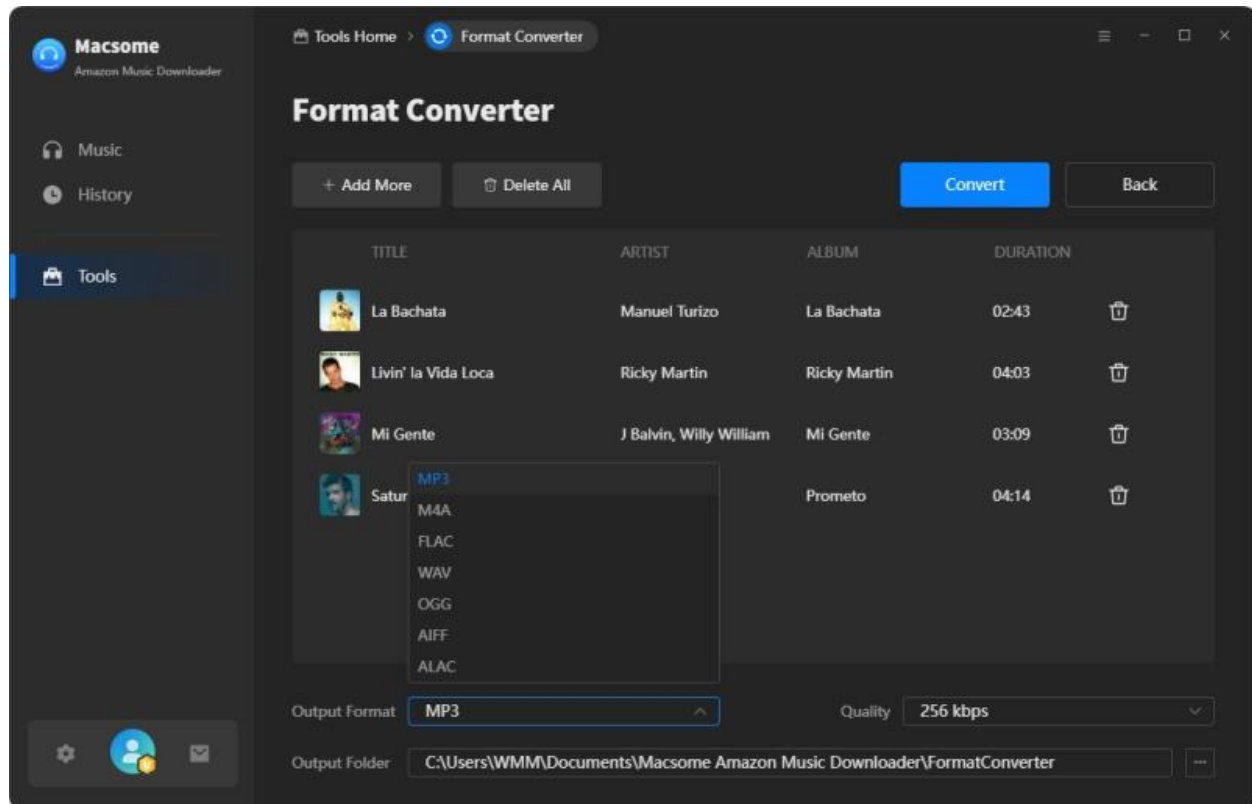 Macsome
Amazon Music Downloader
Tools Home > Format Converter
Format Converter
Music
History
Tools
+ Add More Delete All Convert Back
TITLE ARTIST ALBUM DURATION
La Bachata Manuel Turizo La Bachata 02:43
Livin' la Vida Loca Ricky Martin Ricky Martin 04:03
Mi Gente J Balvin, Willy William Mi Gente 03:09
Satur Prometo 04:14
MP3
M4A
FLAC
WAV
OGG
AIFF
ALAC
Output Format MP3 Quality 256 kbps
Output Folder C:\Users\WMM\Documents\Macsome Amazon Music Downloader\FormatConverter ...